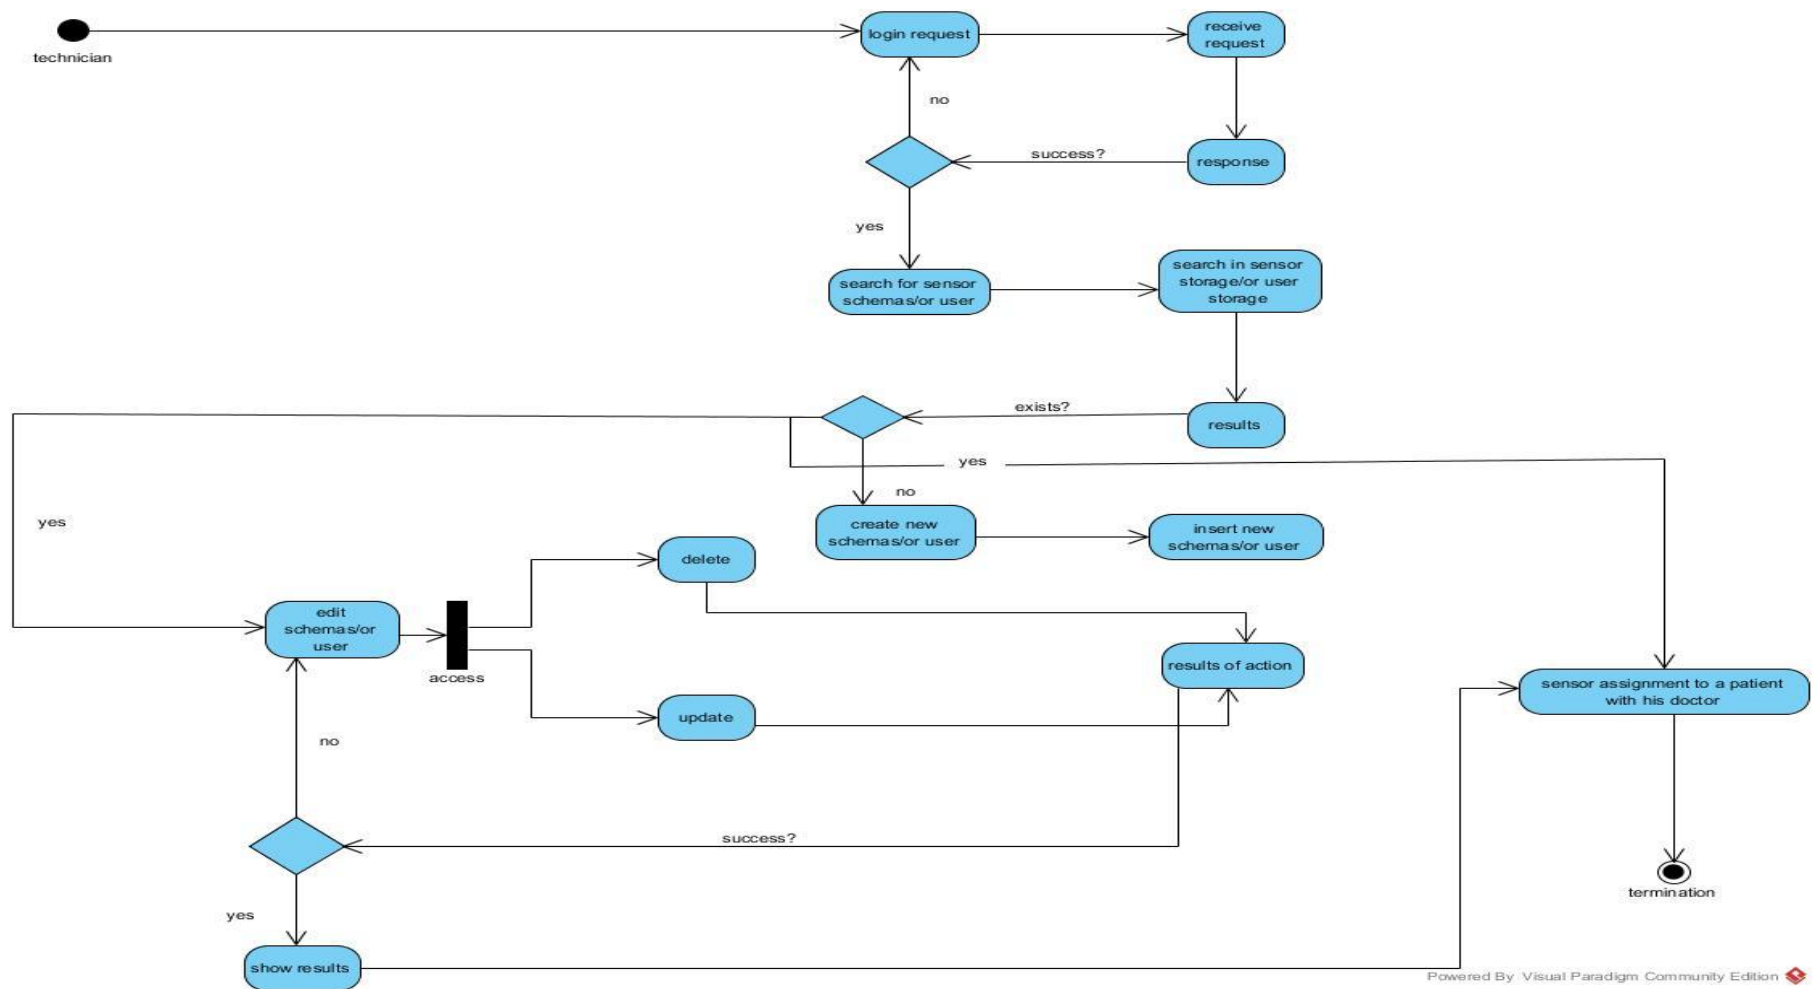 login request
receive
request
technician
no
success?
response
yes
search for sensor
schemas/or user
search in sensor
storage/or user
storage
exists?
results
yes
no
yes
create new
schemas/or user
insert new
schemas/or user
delete
edit
schemas/or
user
access
results of action
sensor assignment to a patient
with his doctor
update
no
success?
termination
yes
show results
Powered By Visual Paradigm Community Edition